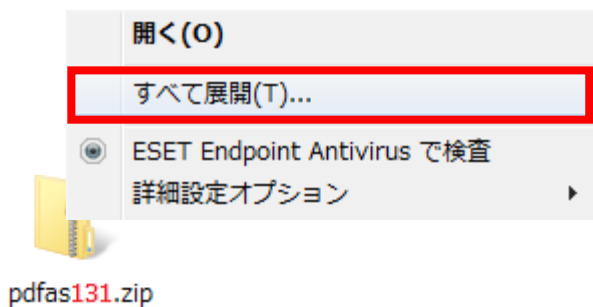 開く(O)
すべて展開(T)...
ESET Endpoint Antivirus で検査
詳細設定オプション
pdfas131.zip